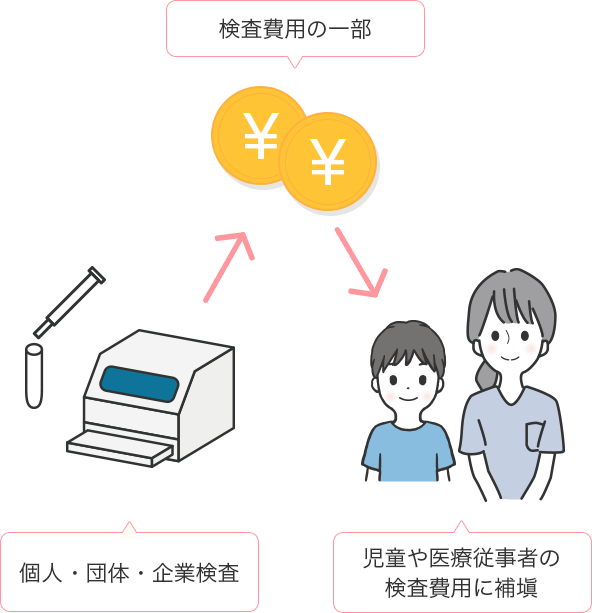 検査費用の一部
¥
¥
個人・団体・企業検査
児童や医療従事者の
検査費用に補塡